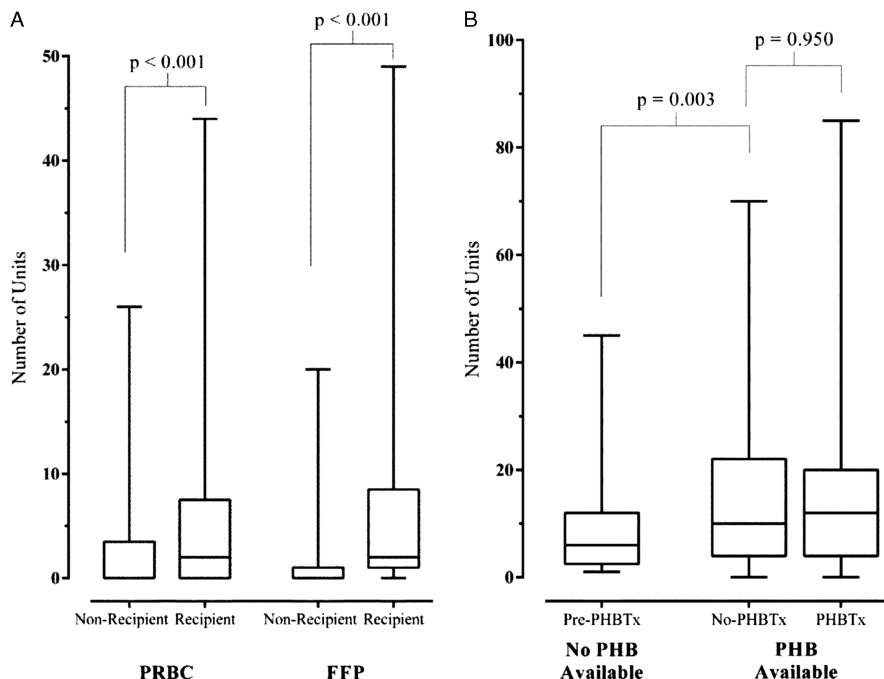 A
p < 0.001
p < 0.001
50
40
30
20
10
0
Number of Units
Non-Recipient Recipient
Non-Recipient Recipient
PRBC
FFP
B
p = 0.950
p = 0.003
100
80
60
40
20
0
Number of Units
Pre-PHBTx
No-PHBTx
PHBTx
No PHB
Available
PHB
Available